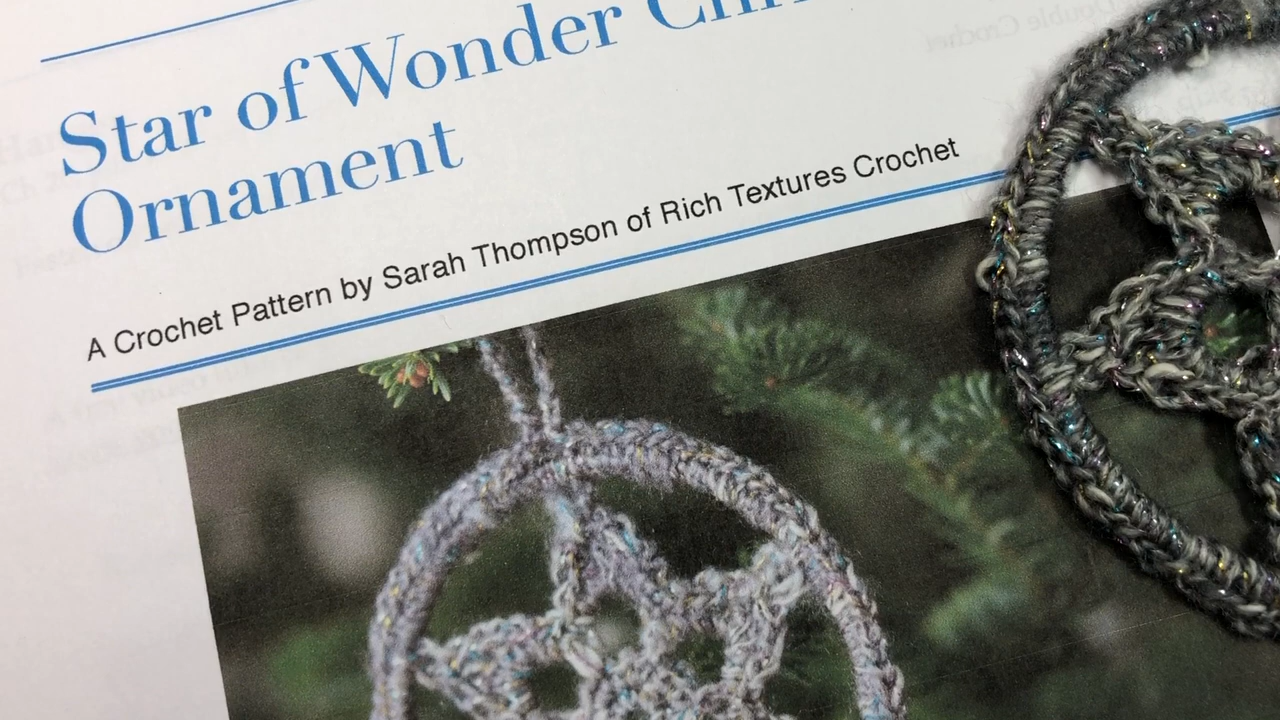 Star of Wonder
Ornament
A Crochet Pattern by Sarah Thompson of Rich Textures Crochet